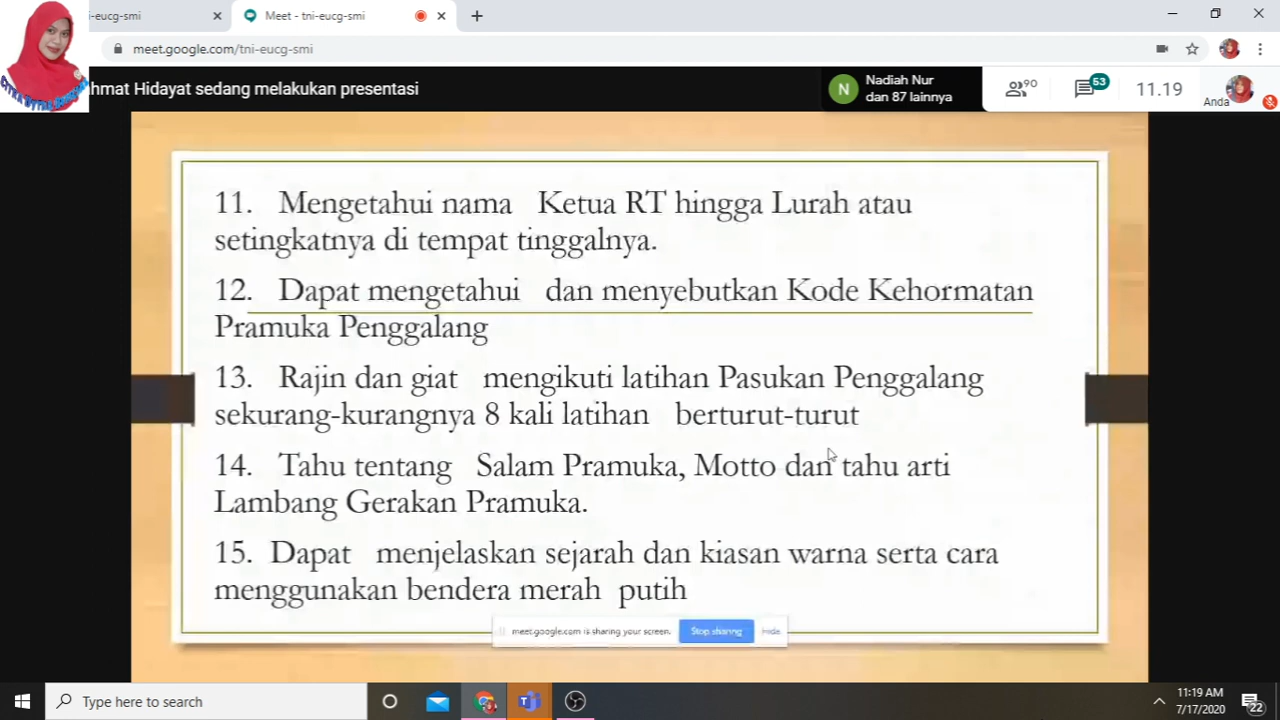 -eucg-smi
Meet - tni-eucg-smi
meet.google.com/tni-eucg-smi
hmat Hidayat sedang melakukan presentasi
N
Nadiah Nur
dan 87 lainnya
90
53
11.19
Anda
11. Mengetahui nama Ketua RT hingga Lurah atau
setingkatnya di tempat tinggalnya.
12. Dapat mengetahui dan menyebutkan Kode Kehormatan
Pramuka Penggalang
13. Rajin dan giat mengikuti latihan Pasukan Penggalang
sekurang-kurangnya 8 kali latihan berturut-turut
14. Tahu tentang Salam Pramuka, Motto dan tahu arti
Lambang Gerakan Pramuka.
15. Dapat menjelaskan sejarah dan kiasan warna serta cara
menggunakan bendera merah putih
meet.google.com is sharing your screen.
Stop sharing
Hide
Type here to search
11:19 AM
7/17/2020
22